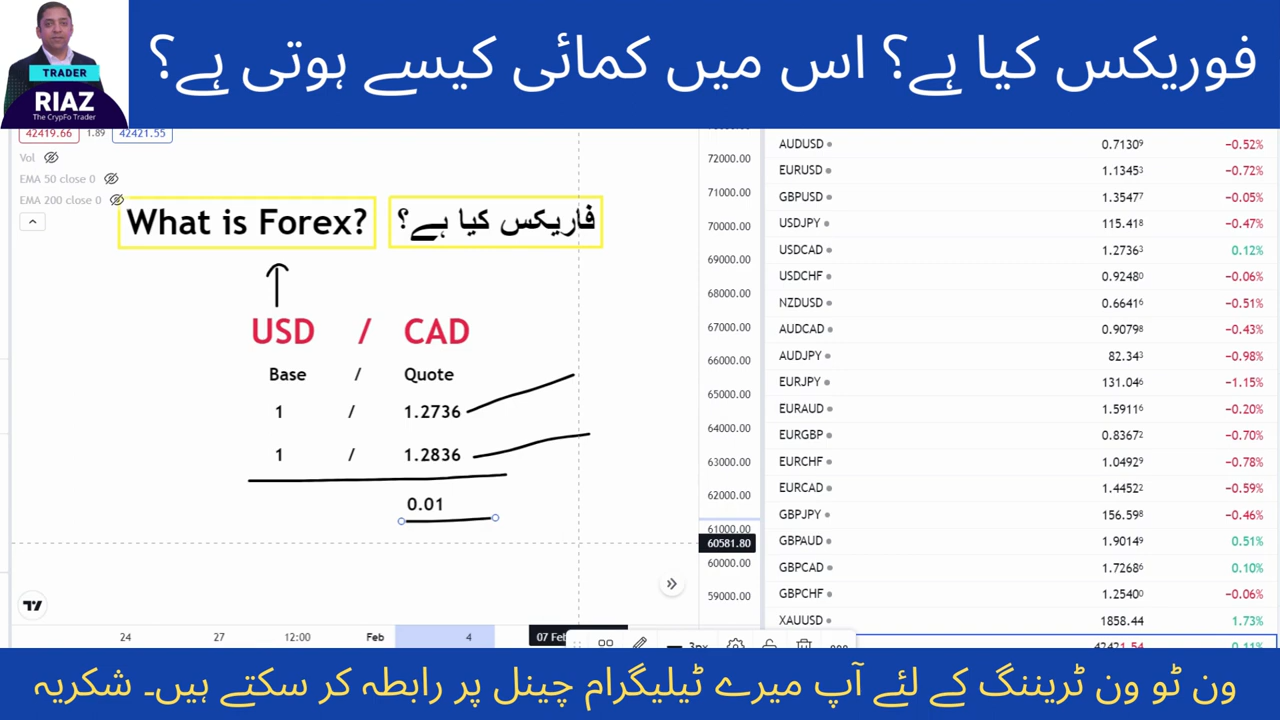 فوریکس کیا ہے؟ اس میں کمائی کیسے ہوتی ہے؟
TRADER
RIAZ
The CrypFo Trader
42419.66 1.89 42421.55
Vol
EMA 50 close 0
EMA 200 close 0
What is Forex? فاریکس کیا ہے؟
USD / CAD
Base / Quote
1 / 1.2736
1 / 1.2836
0.01
72000.00
71000.00
70000.00
69000.00
68000.00
67000.00
66000.00
65000.00
64000.00
63000.00
62000.00
61000.00
60581.80
60000.00
59000.00
24 27 12:00 Feb 4 07 Feb
3px
AUDUSD 0.71309 −0.52%
EURUSD 1.13453 −0.72%
GBPUSD 1.35477 −0.05%
USDJPY 115.418 −0.47%
USDCAD 1.27363 0.12%
USDCHF 0.92480 −0.06%
NZDUSD 0.66416 −0.51%
AUDCAD 0.90798 −0.43%
AUDJPY 82.343 −0.98%
EURJPY 131.046 −1.15%
EURAUD 1.59116 −0.20%
EURGBP 0.83672 −0.70%
EURCHF 1.04929 −0.78%
EURCAD 1.44522 −0.59%
GBPJPY 156.598 −0.46%
GBPAUD 1.90149 0.51%
GBPCAD 1.72686 0.10%
GBPCHF 1.25400 −0.06%
XAUUSD 1858.44 1.73%
42421.54 0.11%
ون ٹو ون ٹریننگ کے لئے آپ میرے ٹیلیگرام چینل پر رابطہ کر سکتے ہیں۔ شکریہ